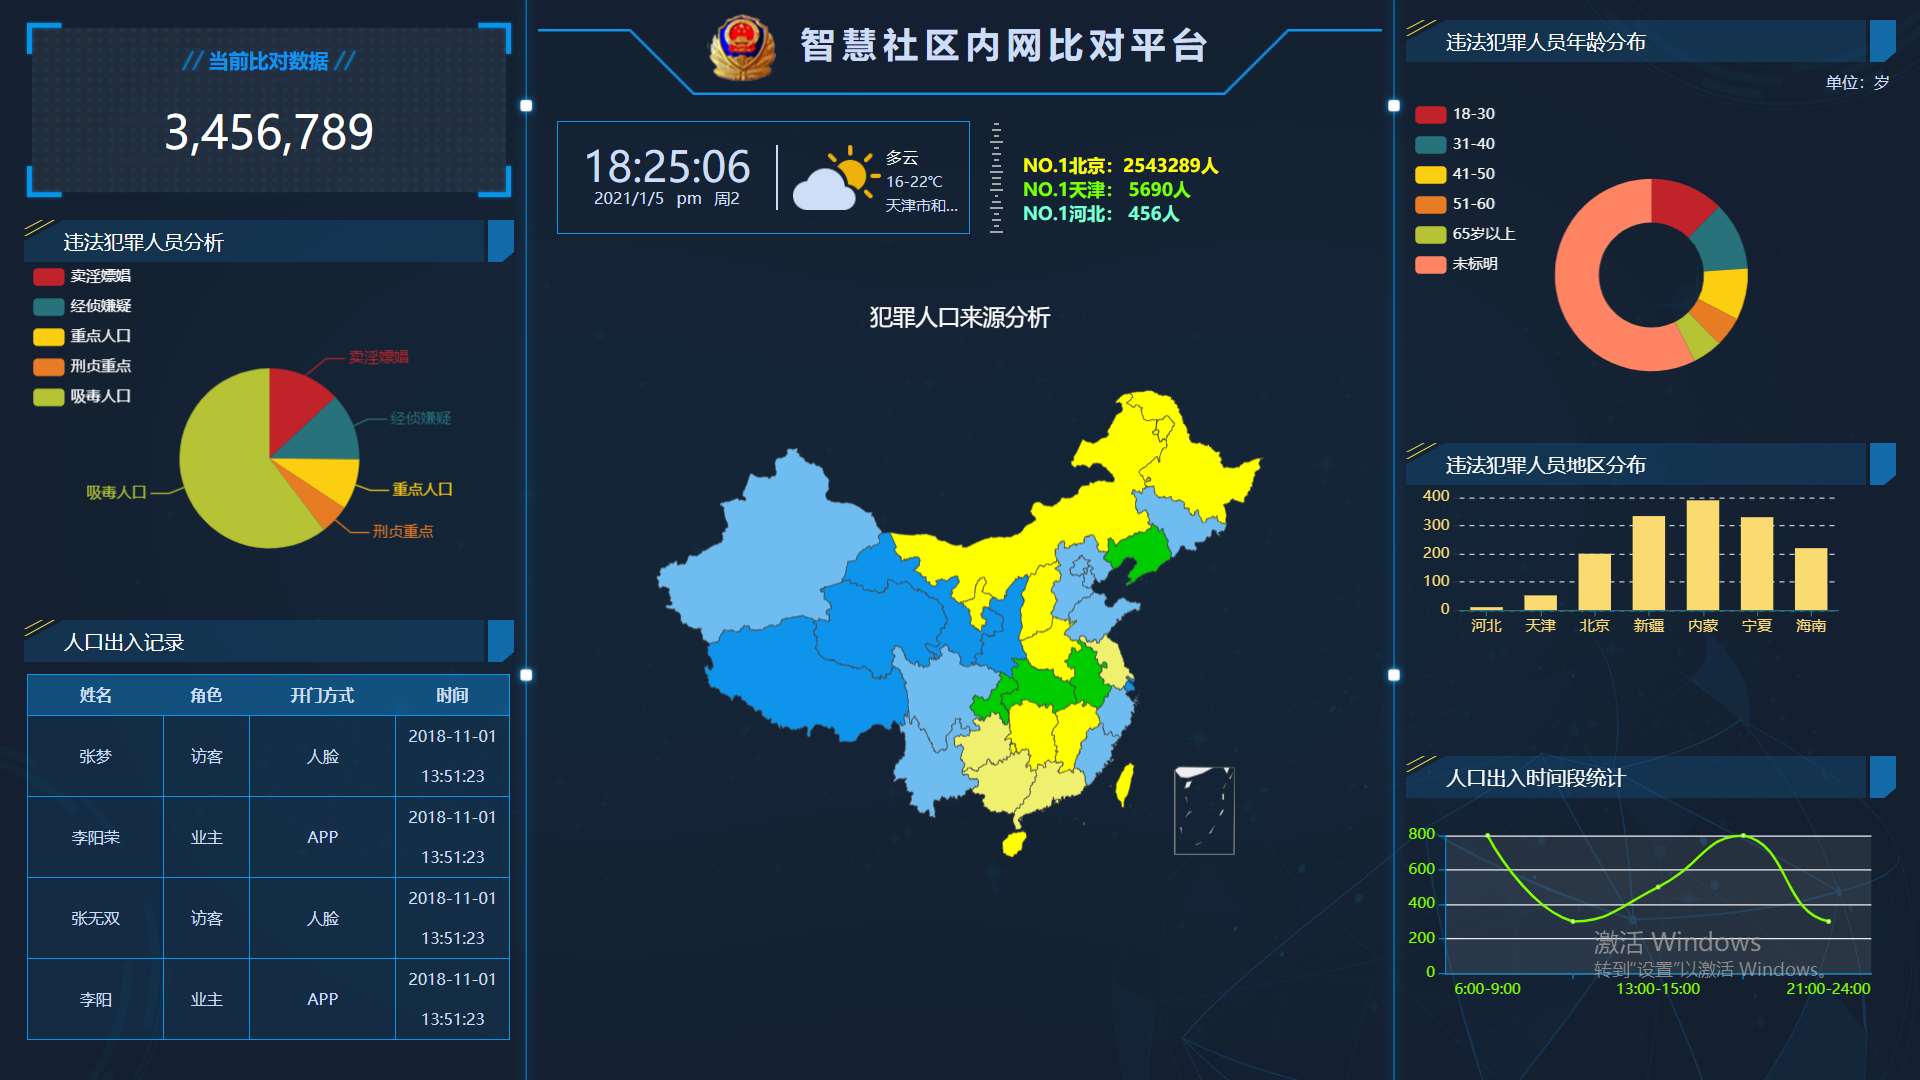 // 当前比对数据 //
3,456,789
违法犯罪人员分析
卖淫嫖娼
经侦嫌疑
重点人口
刑贞重点
吸毒人口
卖淫嫖娼
经侦嫌疑
重点人口
刑贞重点
吸毒人口
人口出入记录
姓名 角色 开门方式 时间
张梦 访客 人脸 2018-11-01
13:51:23
李阳荣 业主 APP 2018-11-01
13:51:23
张无双 访客 人脸 2018-11-01
13:51:23
李阳 业主 APP 2018-11-01
13:51:23
智慧社区内网比对平台
18:25:06
2021/1/5 pm 周2
多云
16-22℃
天津市和...
NO.1北京：2543289人
NO.1天津： 5690人
NO.1河北： 456人
犯罪人口来源分析
违法犯罪人员年龄分布
单位：岁
18-30
31-40
41-50
51-60
65岁以上
未标明
违法犯罪人员地区分布
400
300
200
100
0
河北 天津 北京 新疆 内蒙 宁夏 海南
人口出入时间段统计
800
600
400
200
0
6:00-9:00 13:00-15:00 21:00-24:00
激活 Windows
转到“设置”以激活 Windows。